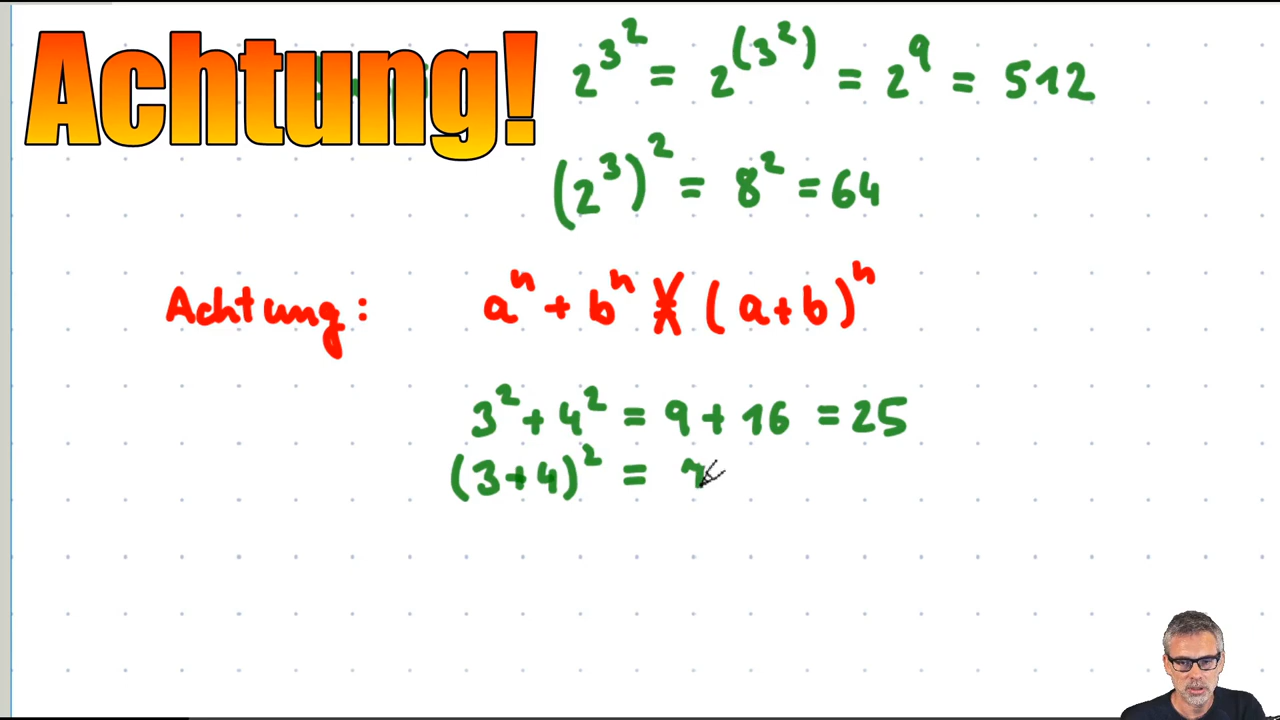 Achtung!
2^3^2 = 2^(3^2) = 2^9 = 512
(2^3)^2 = 8^2 = 64
Achtung: a^n + b^n ≠ (a+b)^n
3^2 + 4^2 = 9 + 16 = 25
(3+4)^2 =